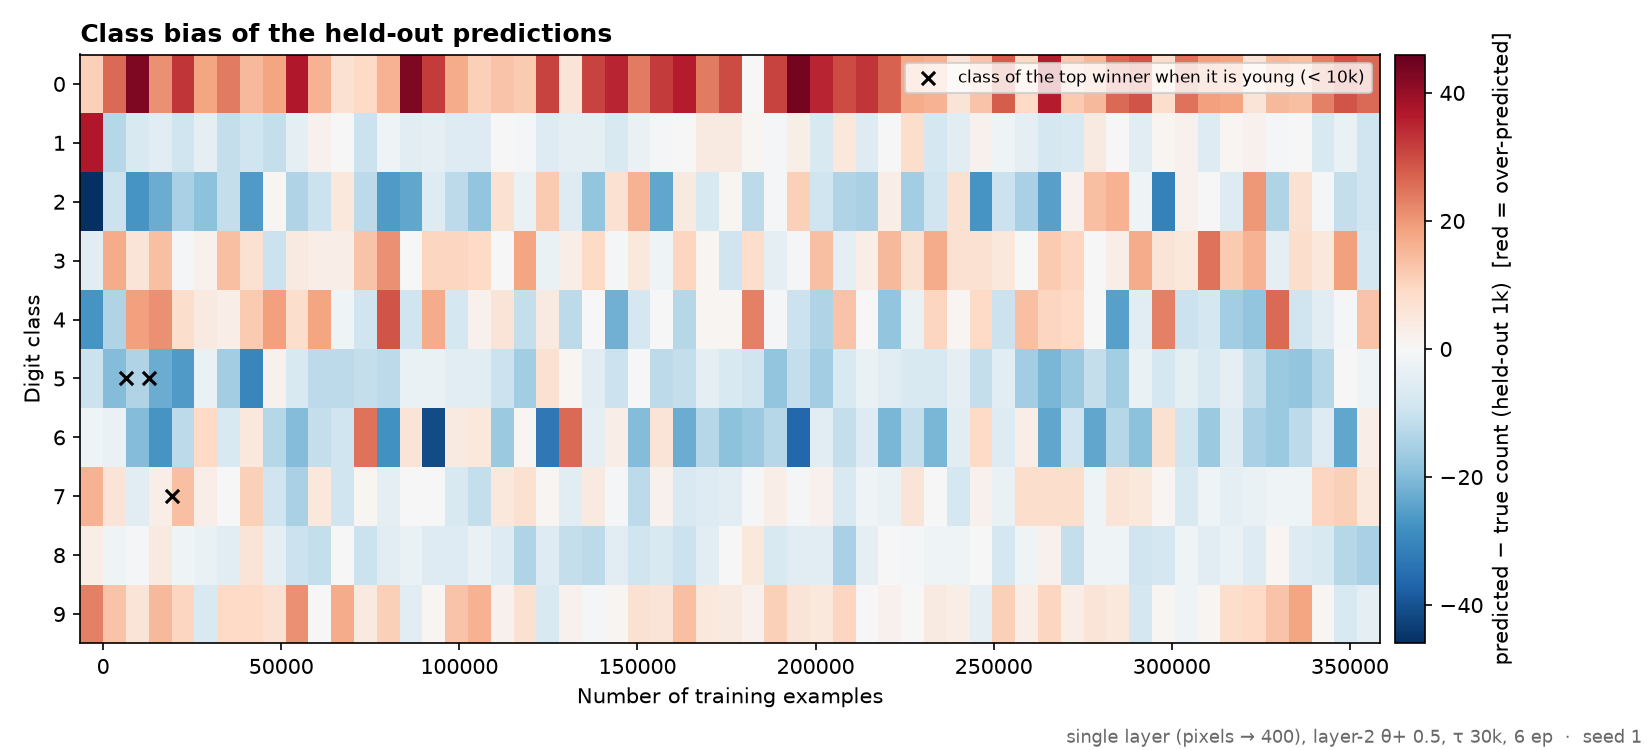 Class bias of the held-out predictions
class of the top winner when it is young (< 10k)
Digit class
0
1
2
3
4
5
6
7
8
9
0 50000 100000 150000 200000 250000 300000 350000
Number of training examples
40
20
0
−20
−40
predicted − true count (held-out 1k) [red = over-predicted]
single layer (pixels → 400), layer-2 θ+ 0.5, τ 30k, 6 ep · seed 1